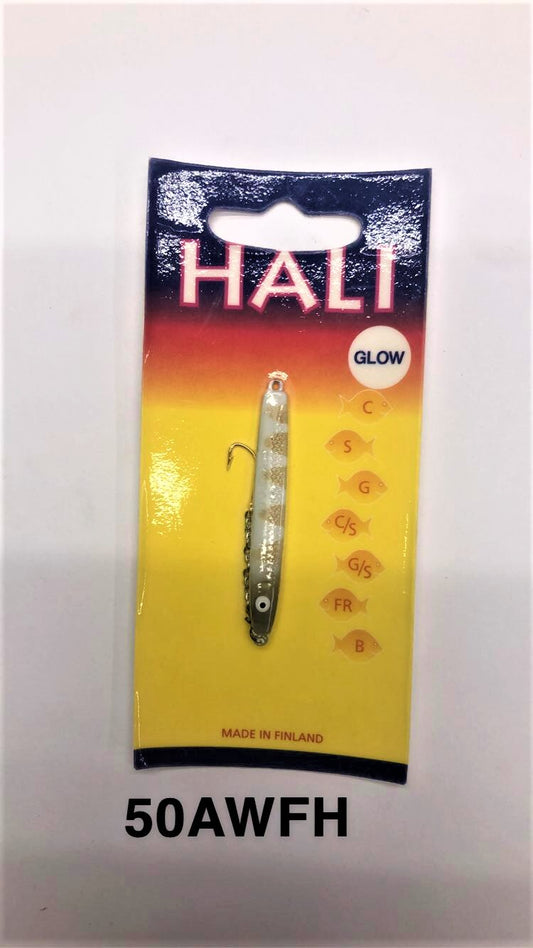 HALI
GLOW
C
S
G
C/S
G/S
FR
B
MADE IN FINLAND
50AWFH